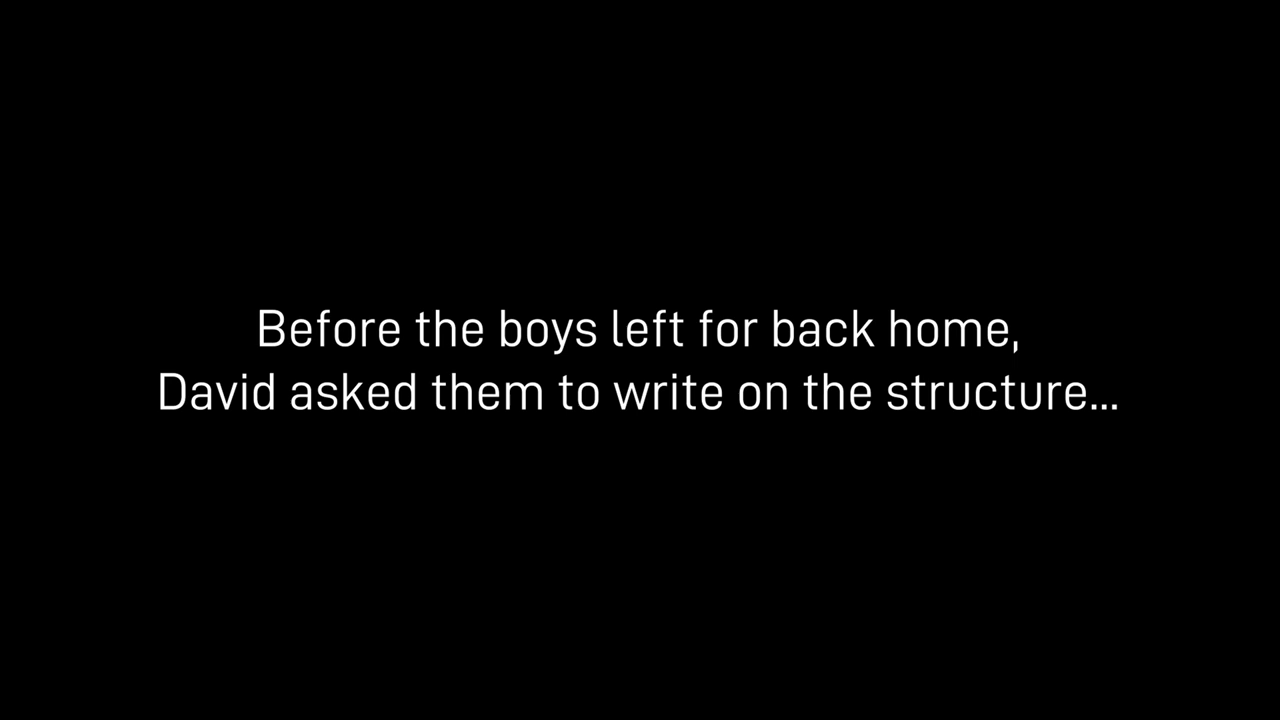 Before the boys left for back home,
David asked them to write on the structure...